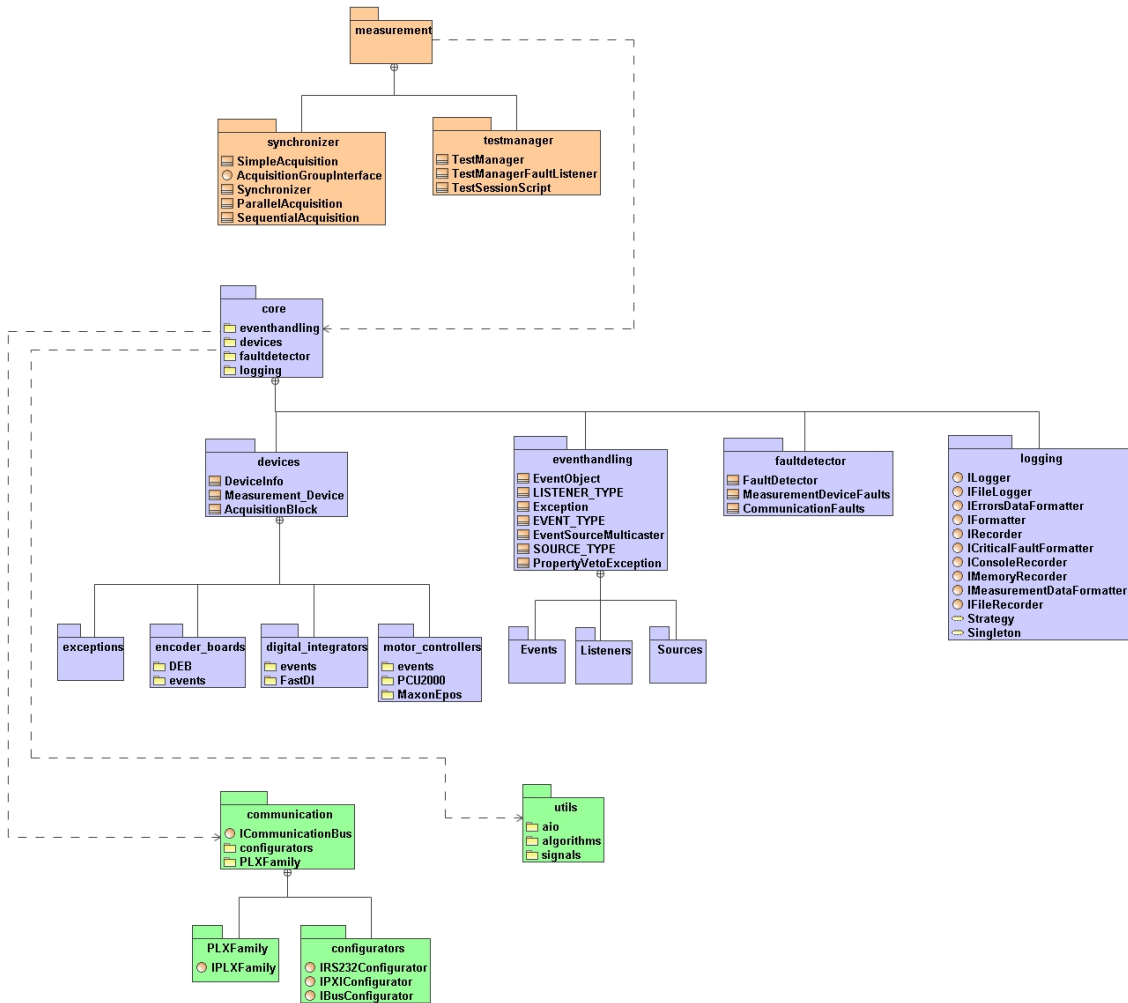 measurement
synchronizer
SimpleAcquisition
AcquisitionGroupInterface
Synchronizer
ParallelAcquisition
SequentialAcquisition
testmanager
TestManager
TestManagerFaultListener
TestSessionScript
core
eventhandling
devices
faultdetector
logging
devices
DeviceInfo
Measurement_Device
AcquisitionBlock
eventhandling
EventObject
LISTENER_TYPE
Exception
EVENT_TYPE
EventSourceMulticaster
SOURCE_TYPE
PropertyVetoException
faultdetector
FaultDetector
MeasurementDeviceFaults
CommunicationFaults
logging
ILogger
IFileLogger
IErrorsDataFormatter
IFormatter
IRecorder
ICriticalFaultFormatter
IConsoleRecorder
IMemoryRecorder
IMeasurementDataFormatter
IFileRecorder
Strategy
Singleton
exceptions
encoder_boards
DEB
events
digital_integrators
events
FastDI
motor_controllers
events
PCU2000
MaxonEpos
Events
Listeners
Sources
communication
ICommunicationBus
configurators
PLXFamily
utils
aio
algorithms
signals
PLXFamily
IPLXFamily
configurators
IRS232Configurator
IPXIConfigurator
IBusConfigurator